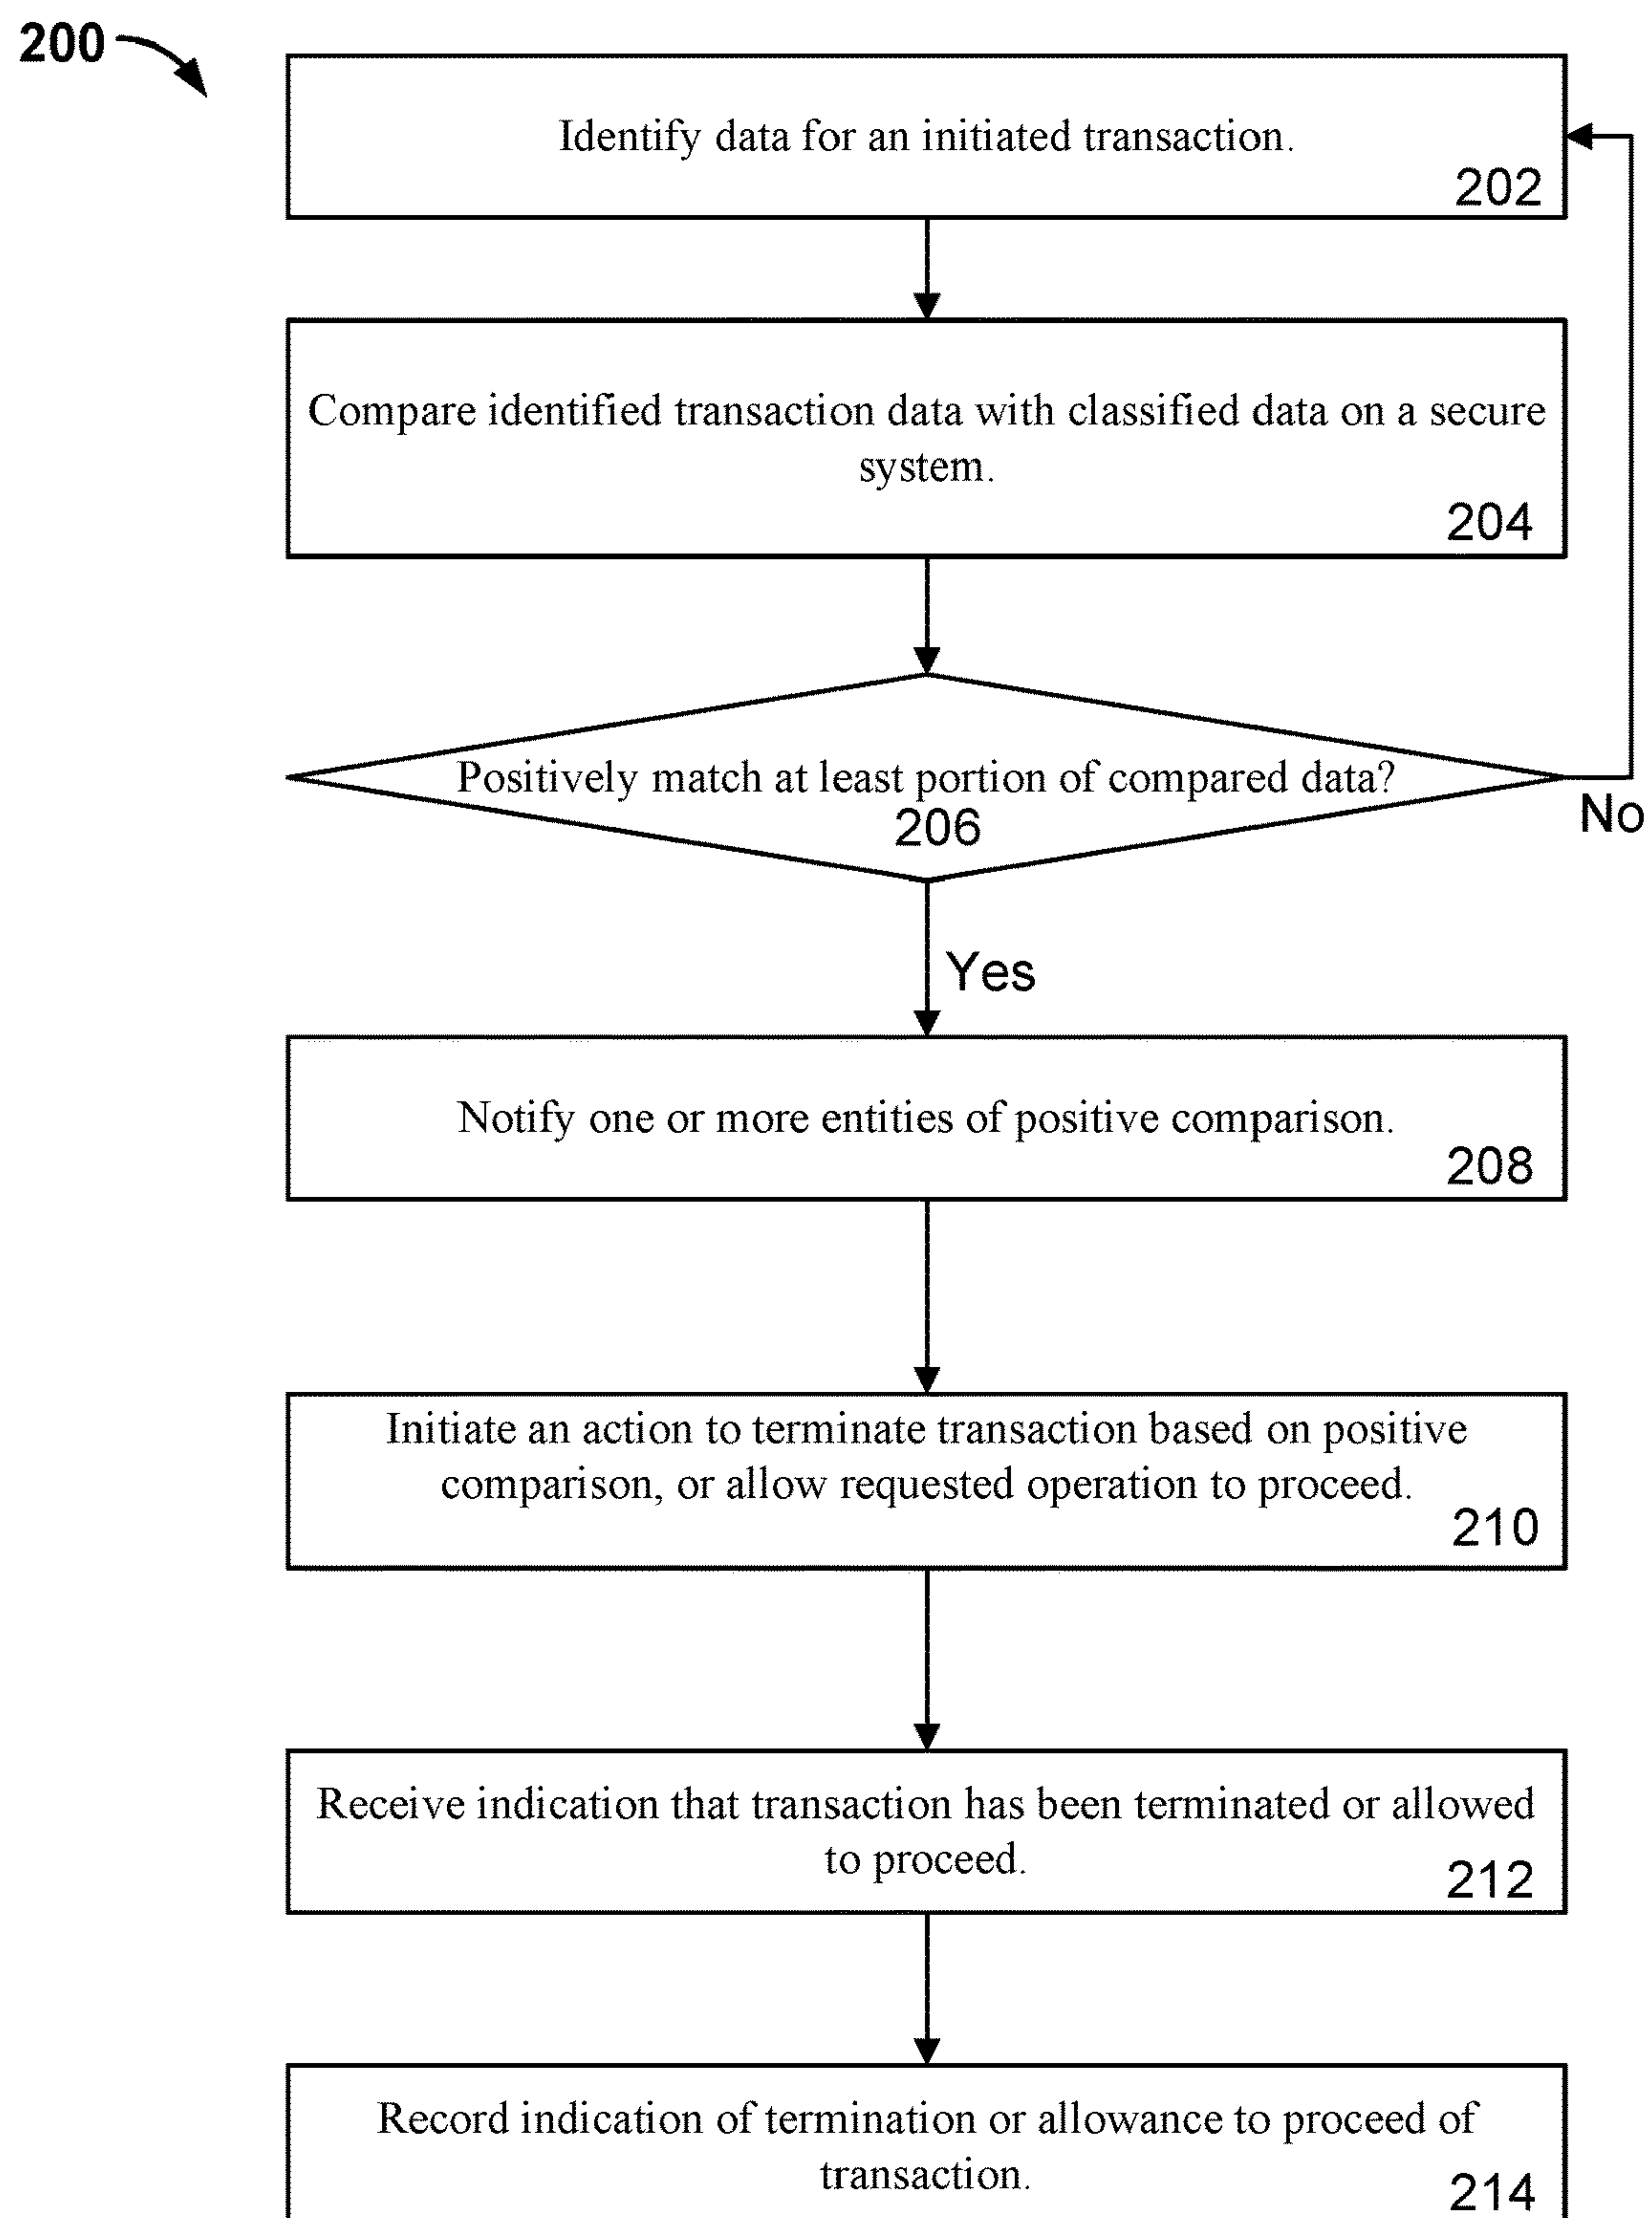 200
Identify data for an initiated transaction.
202
Compare identified transaction data with classified data on a secure
system.
204
Positively match at least portion of compared data?
206
No
Yes
Notify one or more entities of positive comparison.
208
Initiate an action to terminate transaction based on positive
comparison, or allow requested operation to proceed.
210
Receive indication that transaction has been terminated or allowed
to proceed.
212
Record indication of termination or allowance to proceed of
transaction.
214